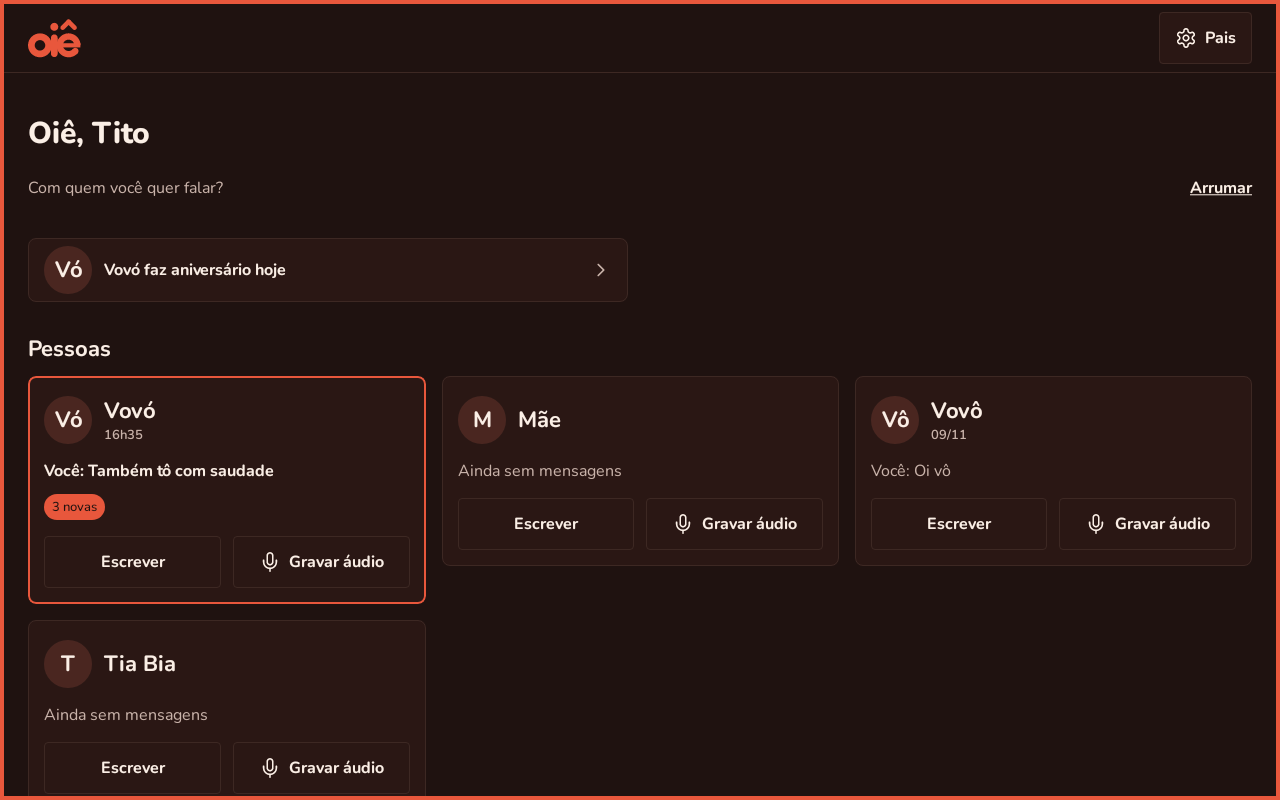 oiê
Pais
Oiê, Tito
Com quem você quer falar?
Arrumar
Vó
Vovó faz aniversário hoje
Pessoas
Vó
Vovó
16h35
Você: Também tô com saudade
3 novas
Escrever
Gravar áudio
M
Mãe
Ainda sem mensagens
Escrever
Gravar áudio
Vô
Vovô
09/11
Você: Oi vô
Escrever
Gravar áudio
T
Tia Bia
Ainda sem mensagens
Escrever
Gravar áudio